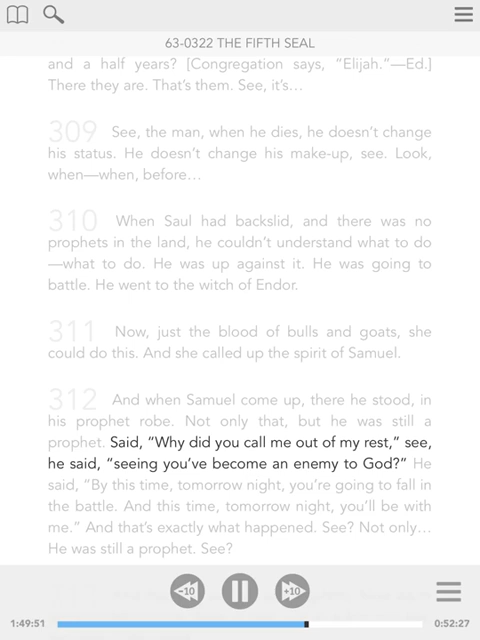 63-0322 THE FIFTH SEAL
and a half years? [Congregation says, “Elijah.”—Ed.]
There they are. That’s them. See, it’s…
309 See, the man, when he dies, he doesn’t change
his status. He doesn’t change his make-up, see. Look,
when—when, before…
310 When Saul had backslid, and there was no
prophets in the land, he couldn’t understand what to do
—what to do. He was up against it. He was going to
battle. He went to the witch of Endor.
311 Now, just the blood of bulls and goats, she
could do this. And she called up the spirit of Samuel.
312 And when Samuel come up, there he stood, in
his prophet robe. Not only that, but he was still a
prophet. Said, “Why did you call me out of my rest,” see,
he said, “seeing you’ve become an enemy to God?” He
said, “By this time, tomorrow night, you’re going to fall in
the battle. And this time, tomorrow night, you’ll be with
me.” And that’s exactly what happened. See? Not only…
He was still a prophet. See?
-10 +10
1:49:51 0:52:27